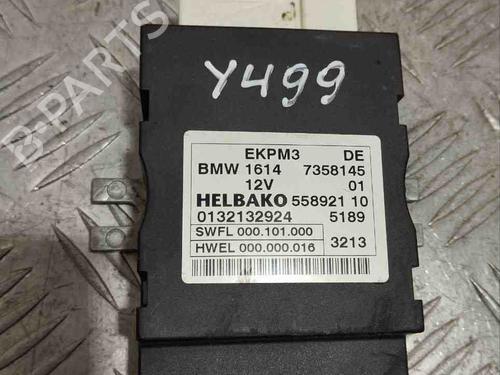 Y499
EKPM3 DE
BMW 1614 7358145
12V 01
HELBAKO 558921 10
0132132924 5189
SWFL 000.101.000
HWEL 000.000.016 3213
B-PARTS